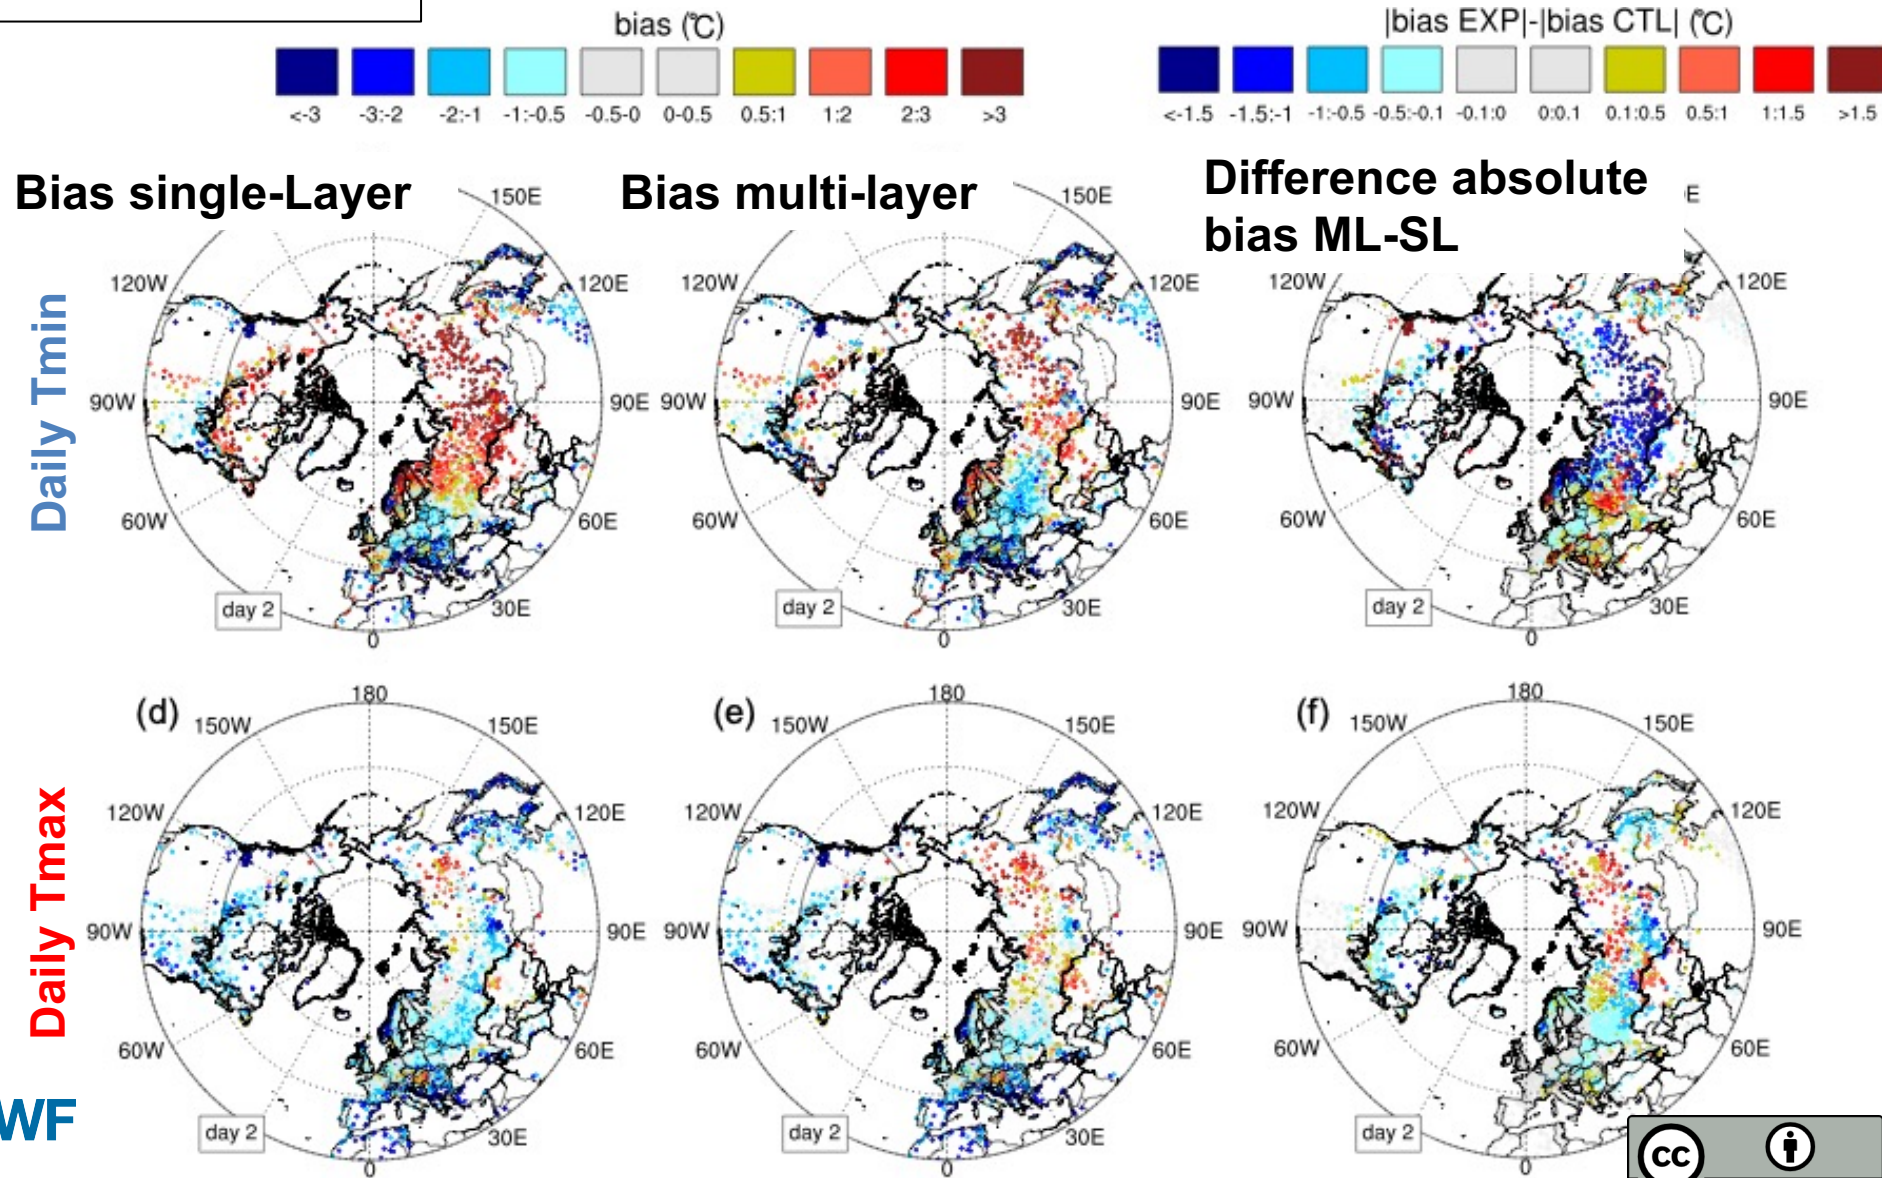 bias (℃)
|bias EXP|-|bias CTL| (℃)
<-3 -3:-2 -2:-1 -1:-0.5 -0.5-0 0-0.5 0.5:1 1:2 2:3 >3
<-1.5 -1.5:-1 -1:-0.5 -0.5:-0.1 -0.1:0 0:0.1 0.1:0.5 0.5:1 1:1.5 >1.5
Bias single-Layer
Bias multi-layer
Difference absolute
bias ML-SL
Daily Tmin
150E
120W
120E
90W
90E
60W
60E
day 2
30E
0
150E
120E
90W
90E
60W
60E
day 2
30E
0
E
120W
120E
90W
90E
60W
60E
day 2
30E
0
Daily Tmax
(d)
180
150W
150E
120W
120E
90W
90E
60W
60E
day 2
30E
0
(e)
180
150W
150E
120W
120E
90W
90E
60W
60E
day 2
30E
0
(f)
180
150W
150E
120W
120E
90W
90E
60W
60E
day 2
0
WF
cc